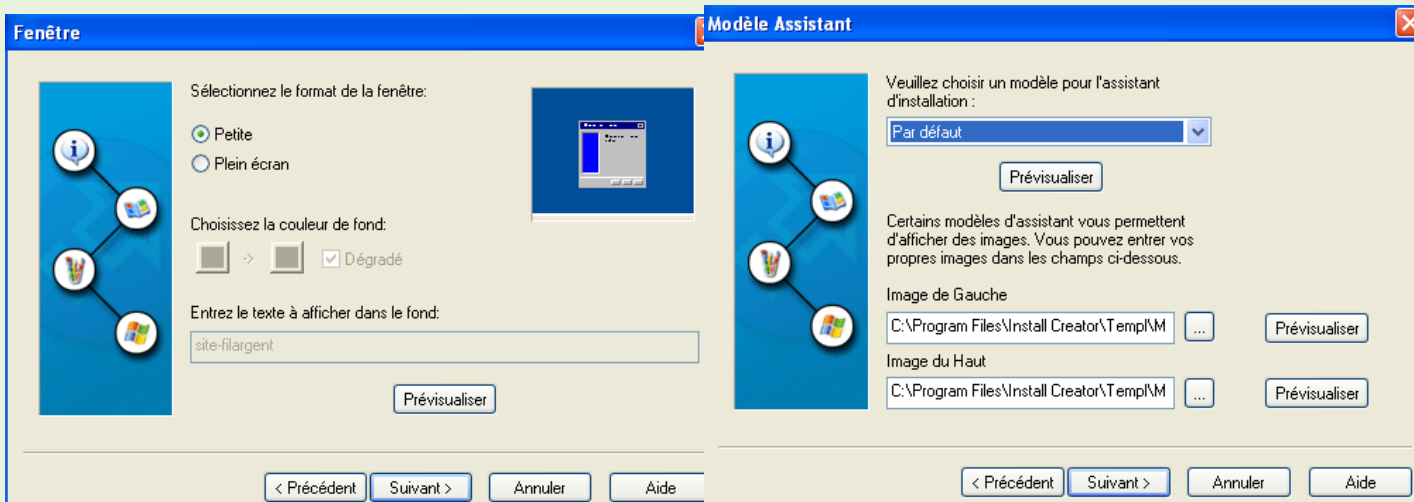 Fenêtre
Sélectionnez le format de la fenêtre:
Petite
Plein écran
Choisissez la couleur de fond:
-> Dégradé
Entrez le texte à afficher dans le fond:
site-filargent
Prévisualiser
< Précédent Suivant > Annuler Aide
Modèle Assistant
Veuillez choisir un modèle pour l'assistant
d'installation :
Par défaut
Prévisualiser
Certains modèles d'assistant vous permettent
d'afficher des images. Vous pouvez entrer vos
propres images dans les champs ci-dessous.
Image de Gauche
C:\Program Files\Install Creator\Templ\M ... Prévisualiser
Image du Haut
C:\Program Files\Install Creator\Templ\M ... Prévisualiser
< Précédent Suivant > Annuler Aide